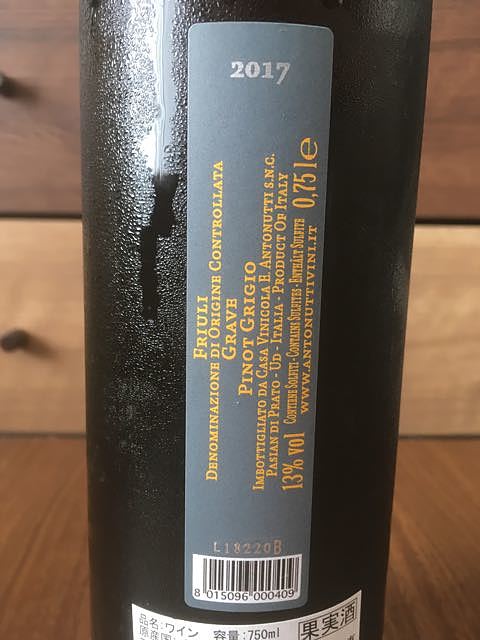 2017
FRIULI
DENOMINAZIONE DI ORIGINE CONTROLLATA
GRAVE
PINOT GRIGIO
IMBOTTIGLIATO DA CASA VINICOLA E. ANTONUTTI S.N.C.
PASIAN DI PRATO - UD - ITALIA - PRODUCT OF ITALY
13% vol CONTIENE SOLFITI - CONTAINS SULFITES - ENTHÄLT SULFITE 0,75 l e
WWW.ANTONUTTIVINI.IT
L18220B
8 015096 000409
品名:ワイン
容量:750ml
果実酒